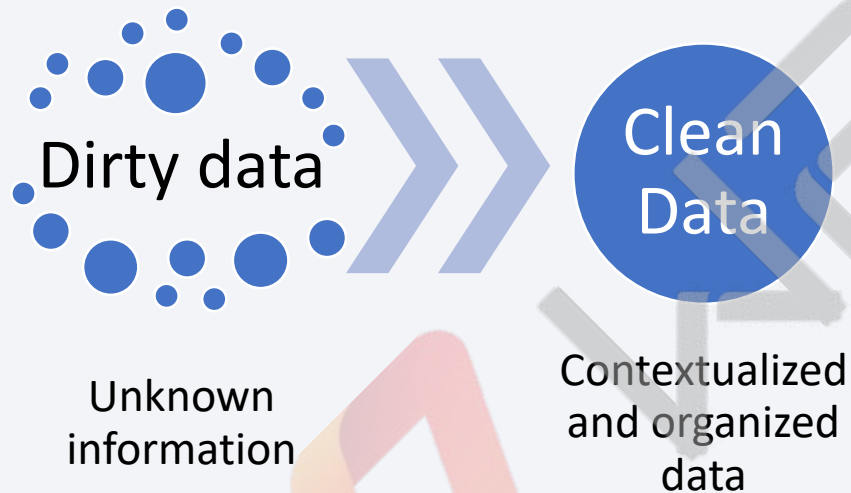 Dirty data
Clean
Data
Unknown
information
Contextualized
and organized
data